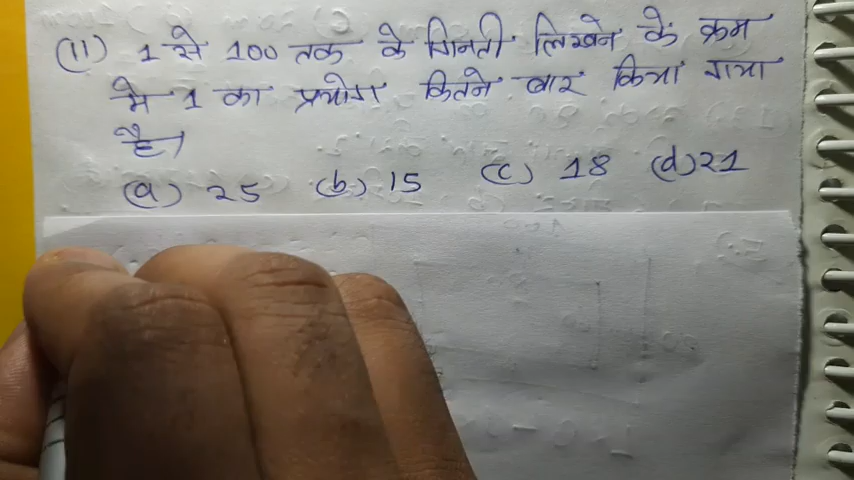 (11) 1 से 100 तक के गिनती लिखने के क्रम
मे 1 का प्रयोग कितने बार किया गया
है।
(a) 25 (b) 15 (c) 18 (d) 21